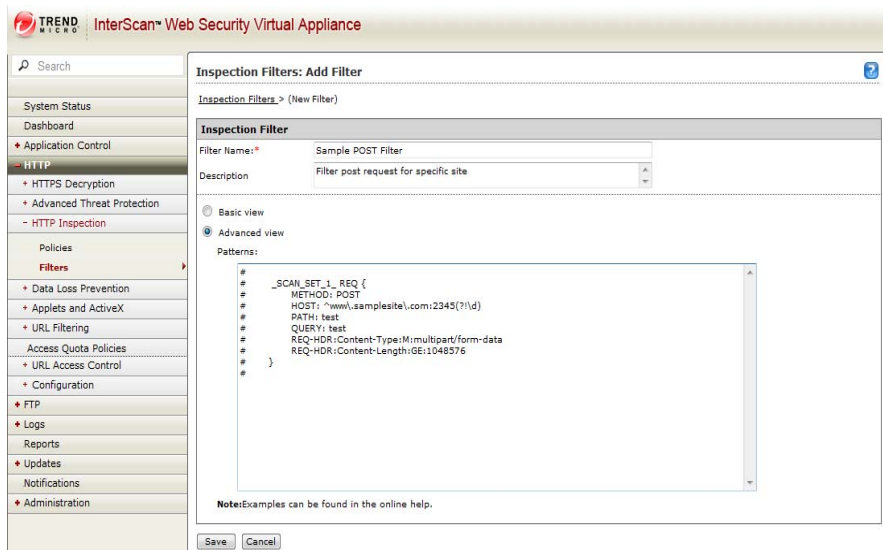 TREND MICRO InterScan™ Web Security Virtual Appliance
Search
System Status
Dashboard
+ Application Control
- HTTP
+ HTTPS Decryption
+ Advanced Threat Protection
- HTTP Inspection
Policies
Filters
+ Data Loss Prevention
+ Applets and ActiveX
+ URL Filtering
Access Quota Policies
+ URL Access Control
+ Configuration
+ FTP
+ Logs
Reports
+ Updates
Notifications
+ Administration
Inspection Filters: Add Filter
?
Inspection Filters > (New Filter)
Inspection Filter
Filter Name:* Sample POST Filter
Description Filter post request for specific site
Basic view
Advanced view
Patterns:
#
# _SCAN_SET_1_ REQ {
# METHOD: POST
# HOST: ^www\.samplesite\.com:2345(?!\d)
# PATH: test
# QUERY: test
# REQ-HDR:Content-Type:M:multipart/form-data
# REQ-HDR:Content-Length:GE:1048576
# }
#
Note:Examples can be found in the online help.
Save Cancel